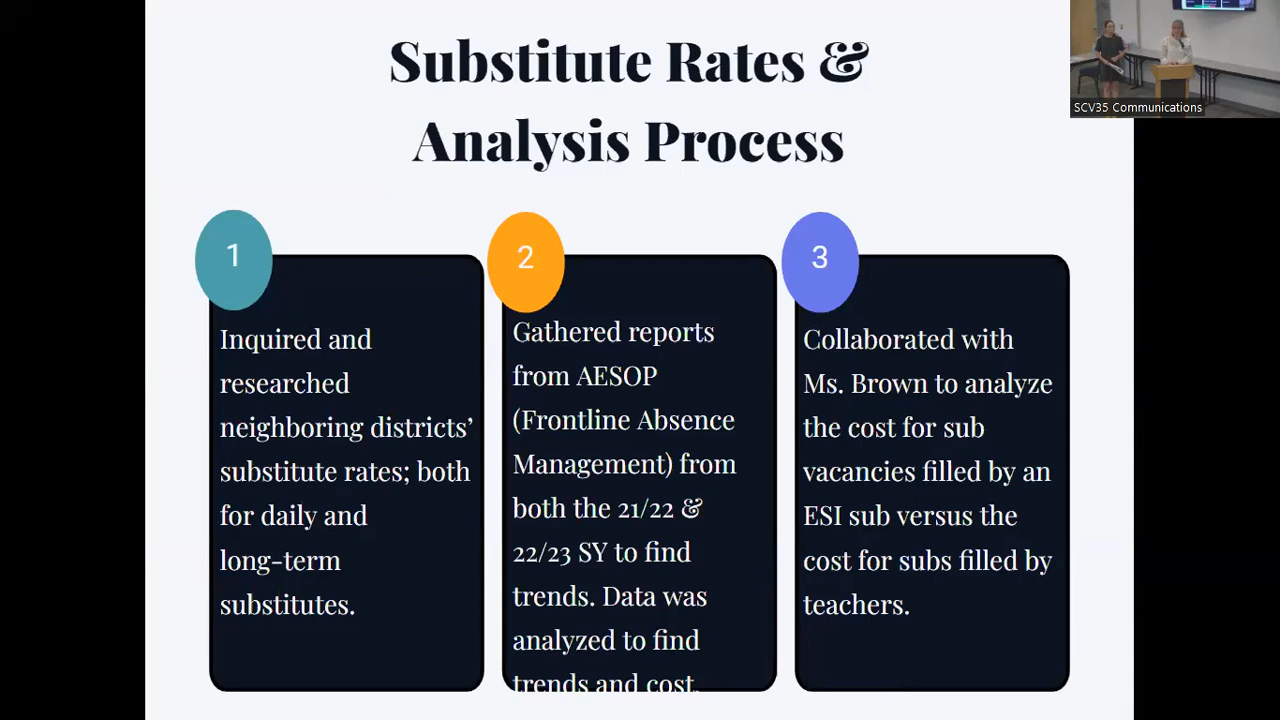 Substitute Rates &
Analysis Process
SCV35 Communications
1
Inquired and
researched
neighboring districts’
substitute rates; both
for daily and
long-term
substitutes.
2
Gathered reports
from AESOP
(Frontline Absence
Management) from
both the 21/22 &
22/23 SY to find
trends. Data was
analyzed to find
trends and cost.
3
Collaborated with
Ms. Brown to analyze
the cost for sub
vacancies filled by an
ESI sub versus the
cost for subs filled by
teachers.